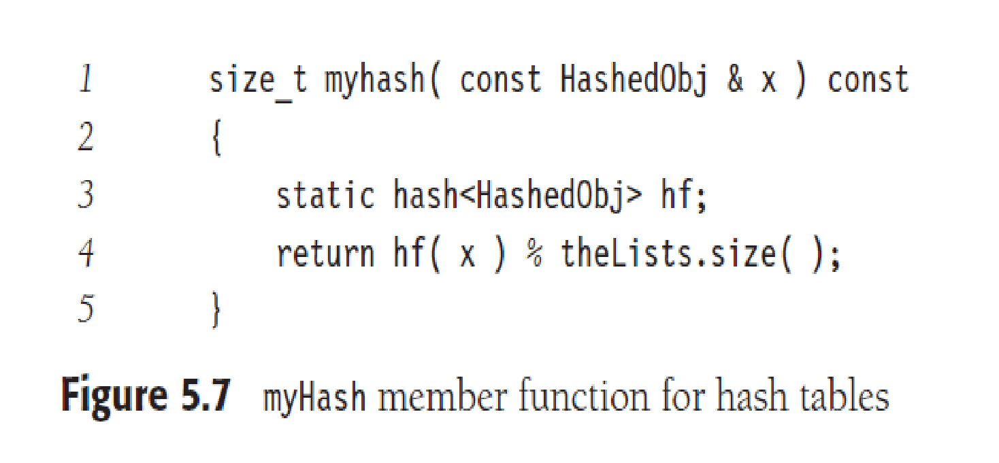 1 size_t myhash( const HashedObj & x ) const
2 {
3 static hash<HashedObj> hf;
4 return hf( x ) % theLists.size( );
5 }
Figure 5.7 myHash member function for hash tables